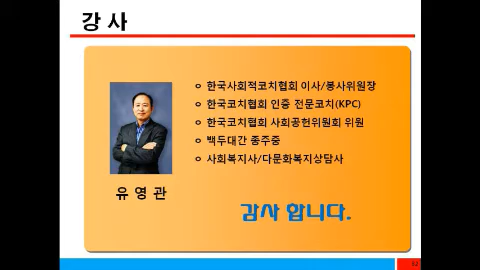 강 사
ㅇ 한국사회적코치협회 이사/봉사위원장
ㅇ 한국코치협회 인증 전문코치(KPC)
ㅇ 한국코치협회 사회공헌위원회 위원
ㅇ 백두대간 종주중
ㅇ 사회복지사/다문화복지상담사
유 영 관
감사 합니다.